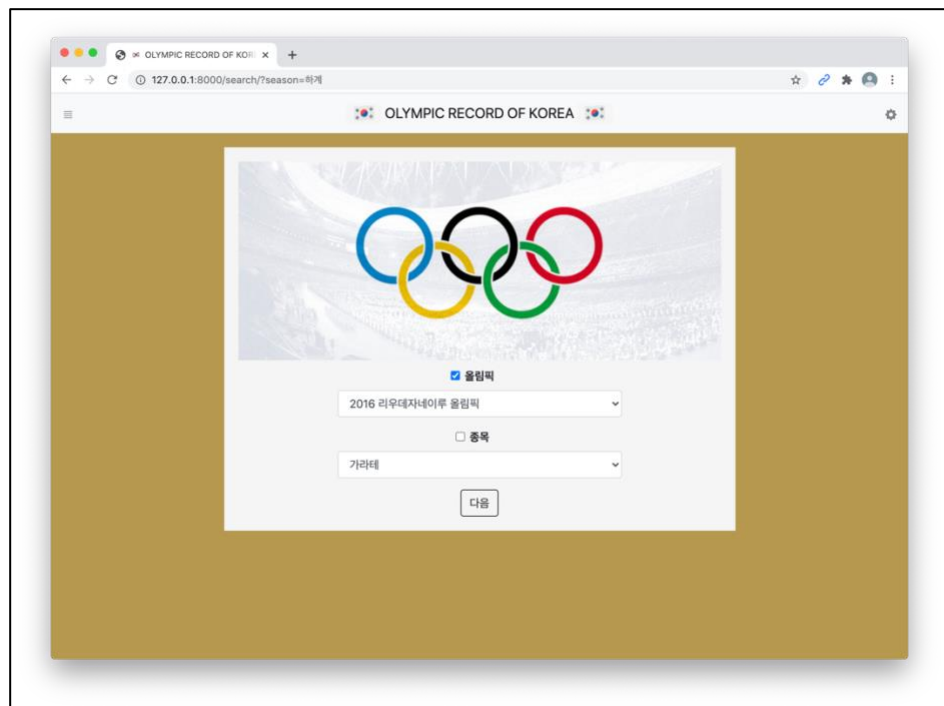 OLYMPIC RECORD OF KOR
127.0.0.1:8000/search/?season=하계
OLYMPIC RECORD OF KOREA
올림픽
2016 리우데자네이루 올림픽
종목
가라테
다음